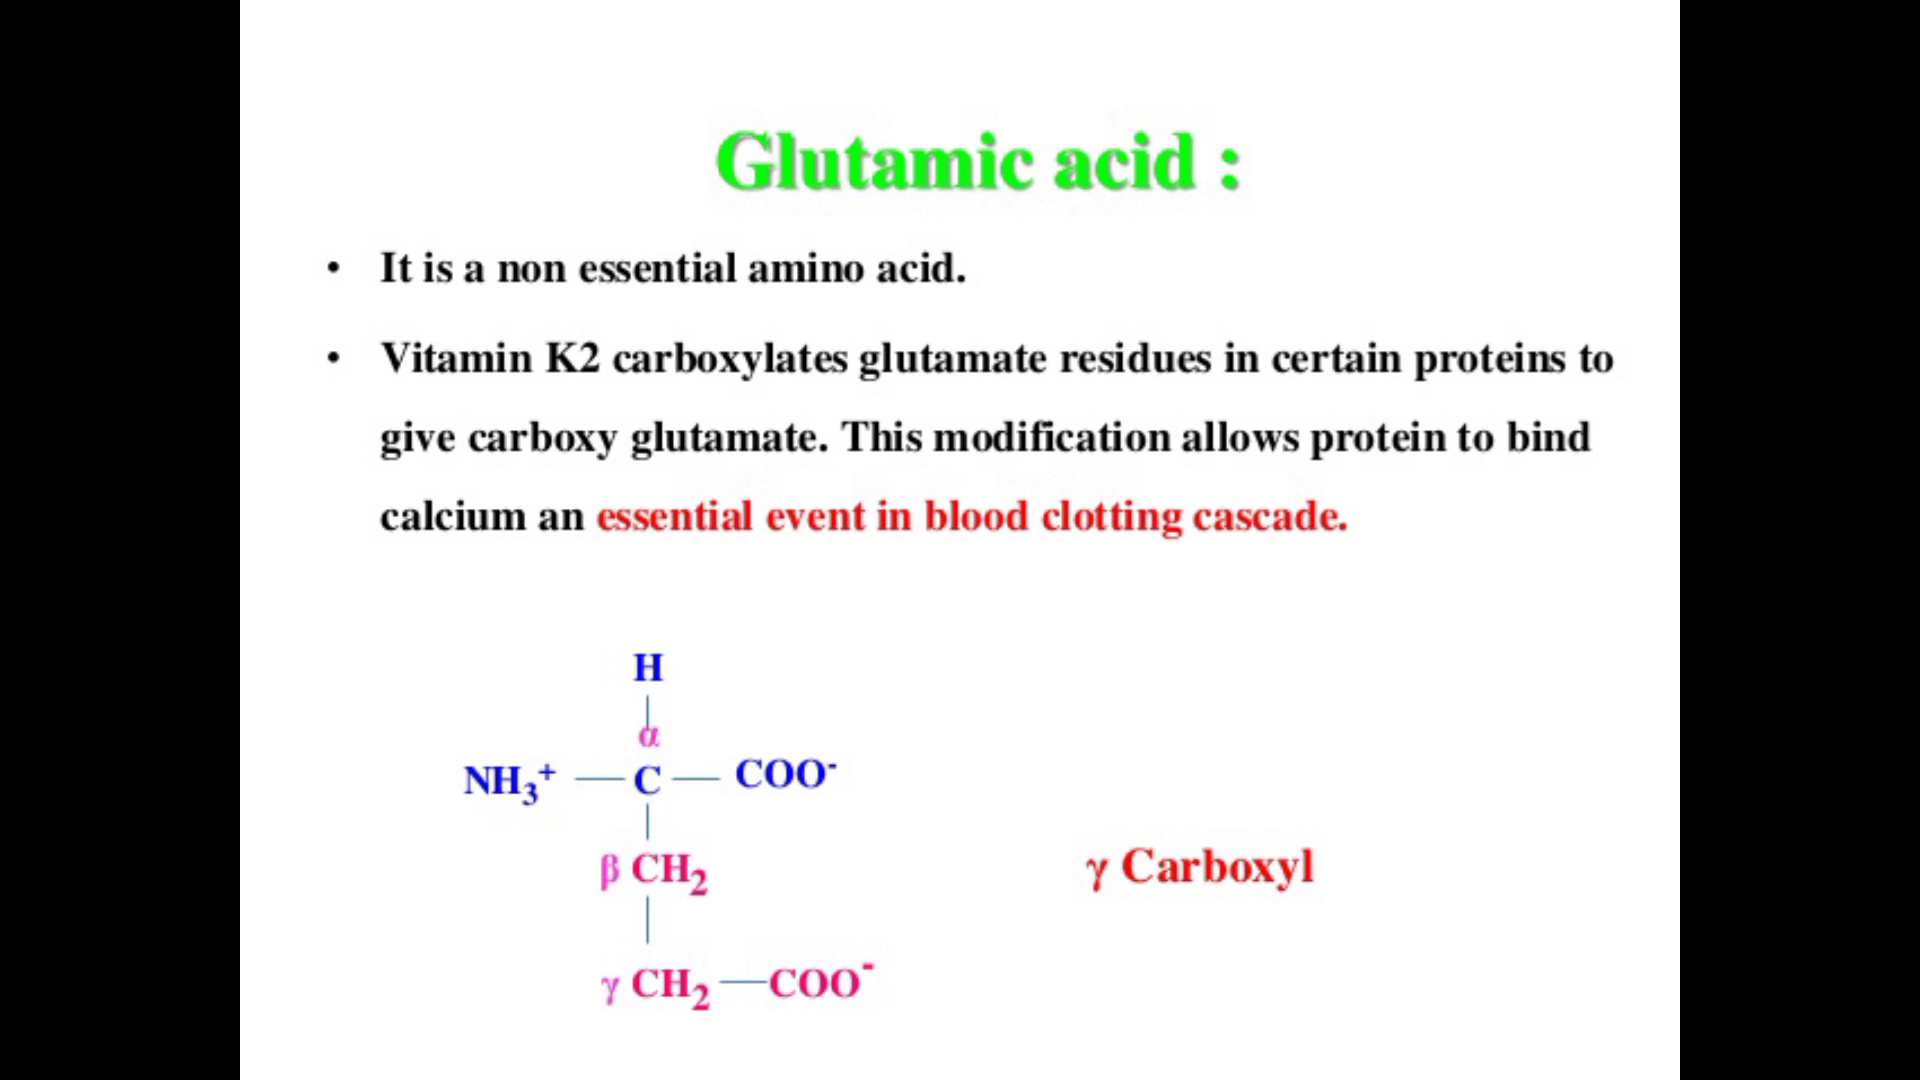 Glutamic acid :
• It is a non essential amino acid.
• Vitamin K2 carboxylates glutamate residues in certain proteins to
give carboxy glutamate. This modification allows protein to bind
calcium an essential event in blood clotting cascade.
H
α
NH₃⁺ — C — COO⁻
β CH₂
γ Carboxyl
γ CH₂ — COO⁻